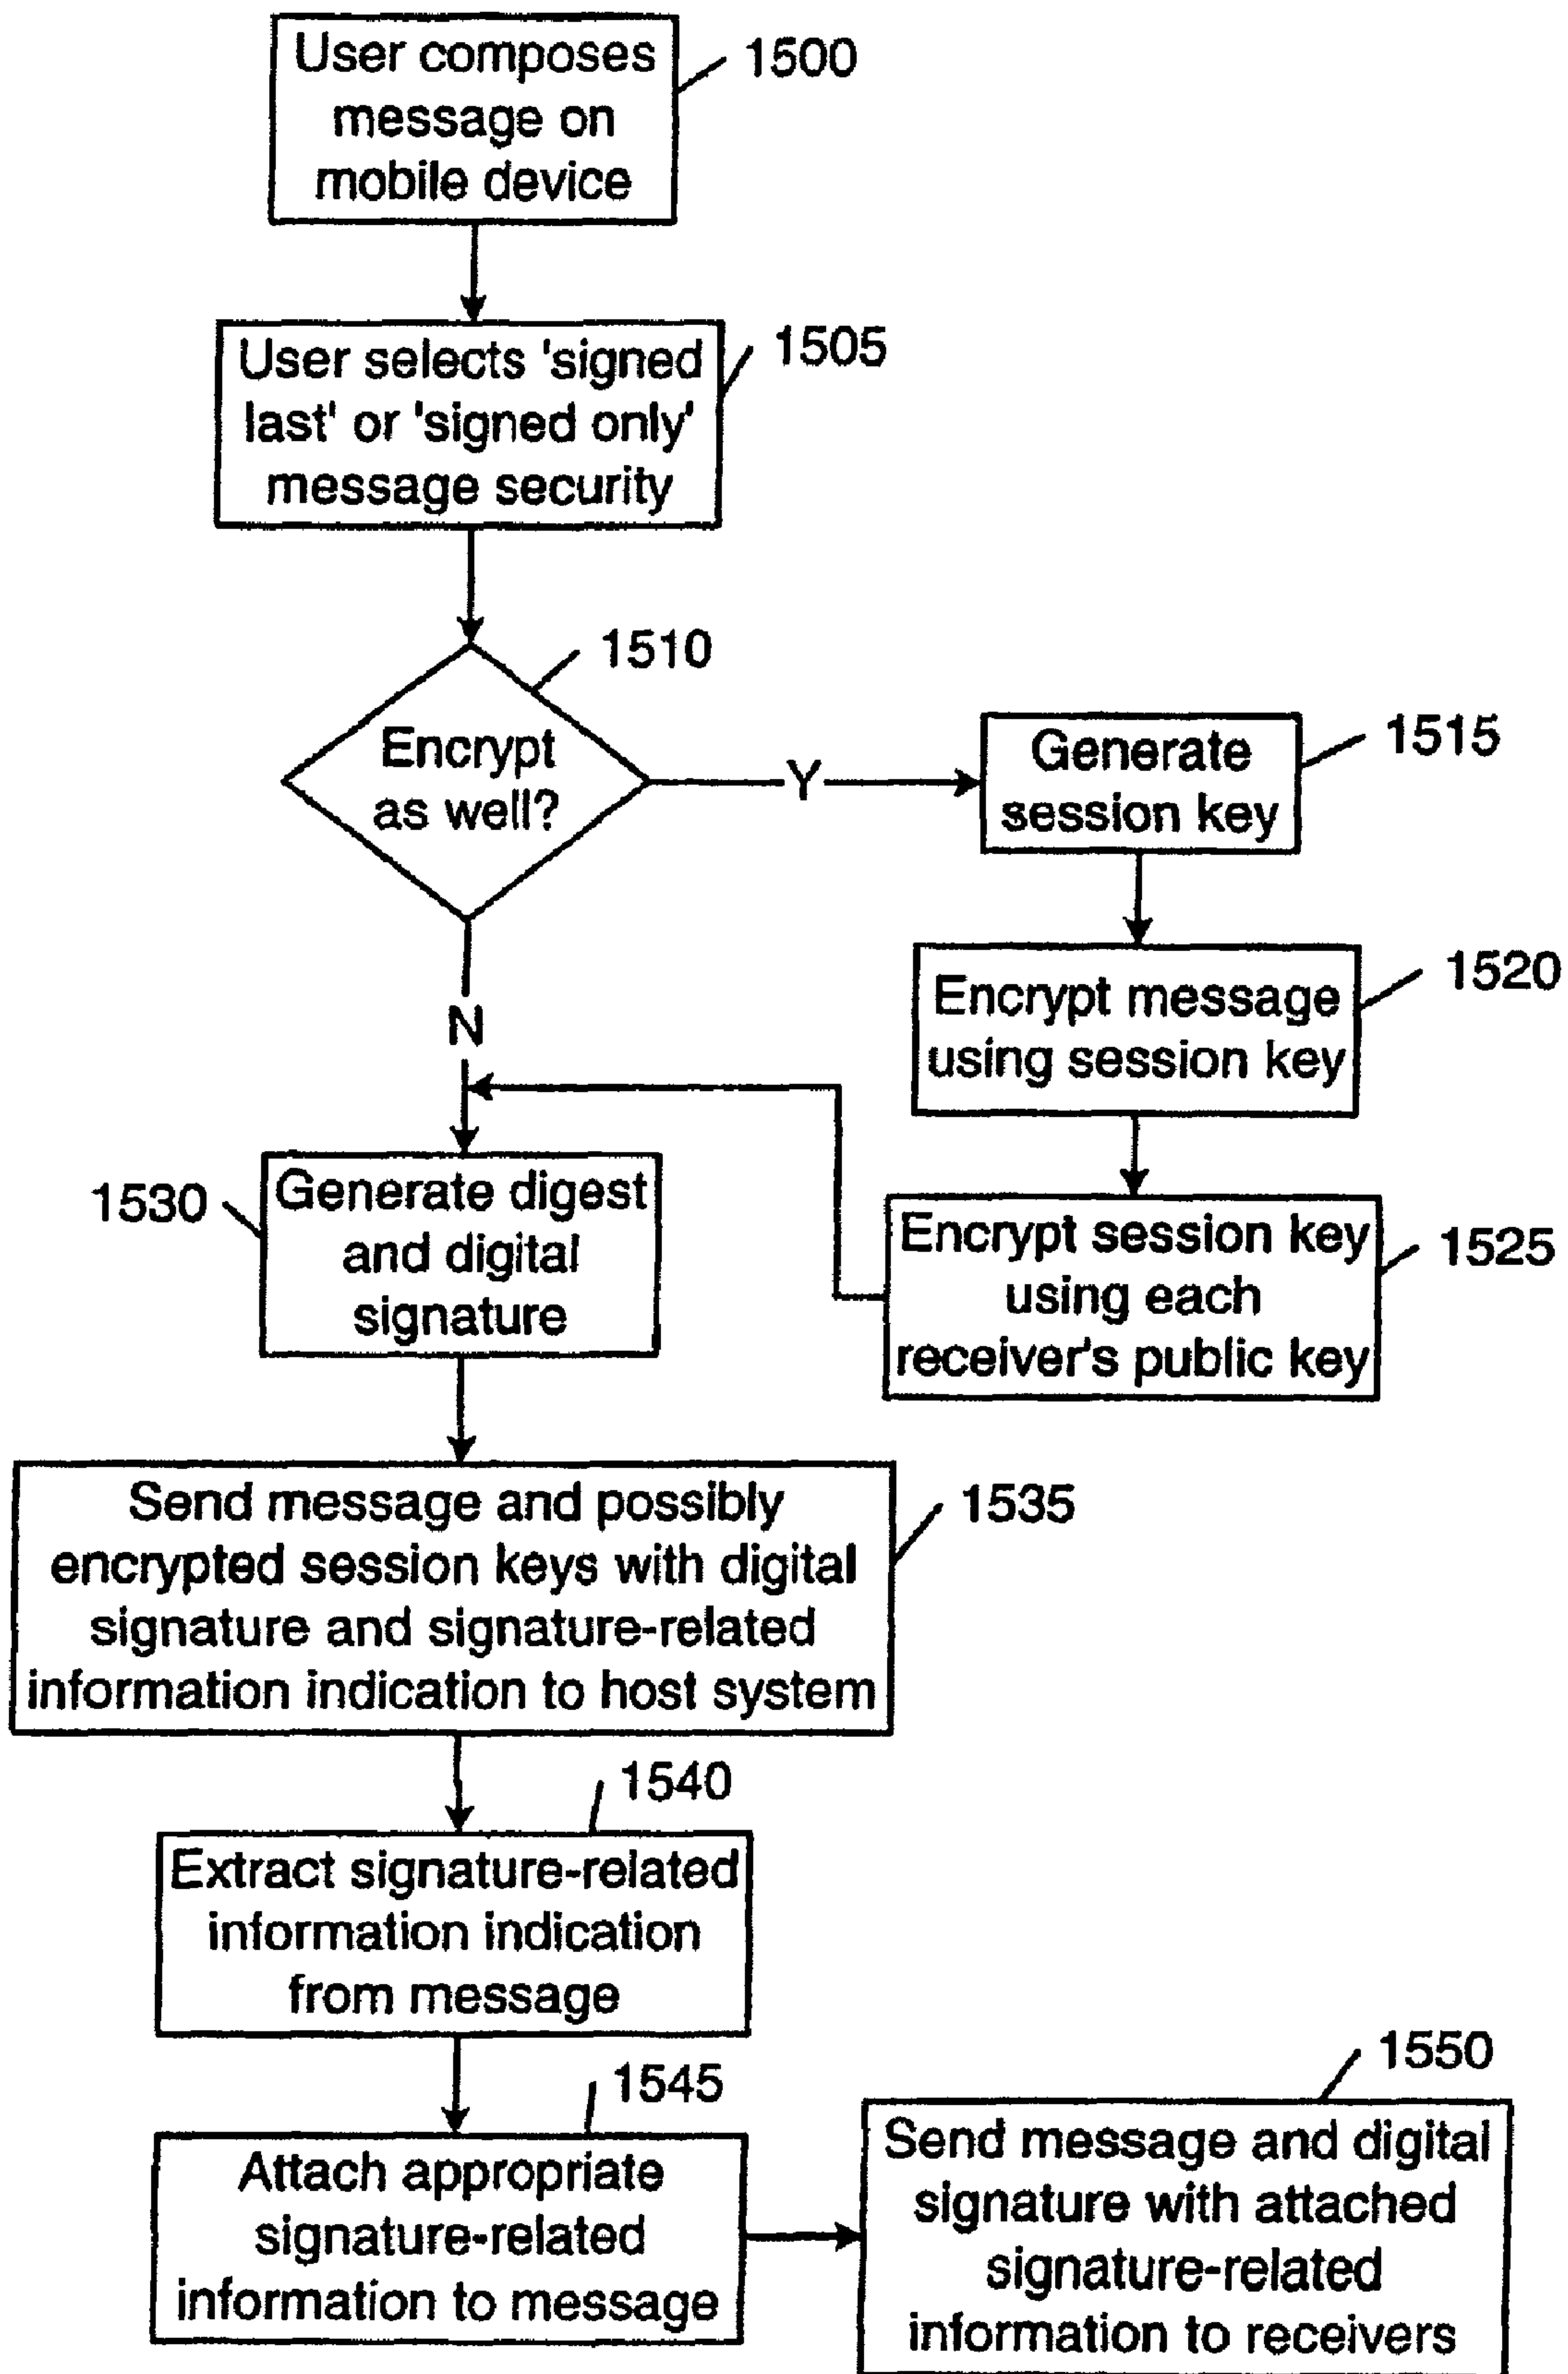 User composes
message on
mobile device
1500
User selects 'signed
last' or 'signed only'
message security
1505
1510
Encrypt
as well?
Y
Generate
session key
1515
Encrypt message
using session key
1520
Encrypt session key
using each
receiver's public key
1525
N
1530
Generate digest
and digital
signature
Send message and possibly
encrypted session keys with digital
signature and signature-related
information indication to host system
1535
1540
Extract signature-related
information indication
from message
1545
Attach appropriate
signature-related
information to message
1550
Send message and digital
signature with attached
signature-related
information to receivers